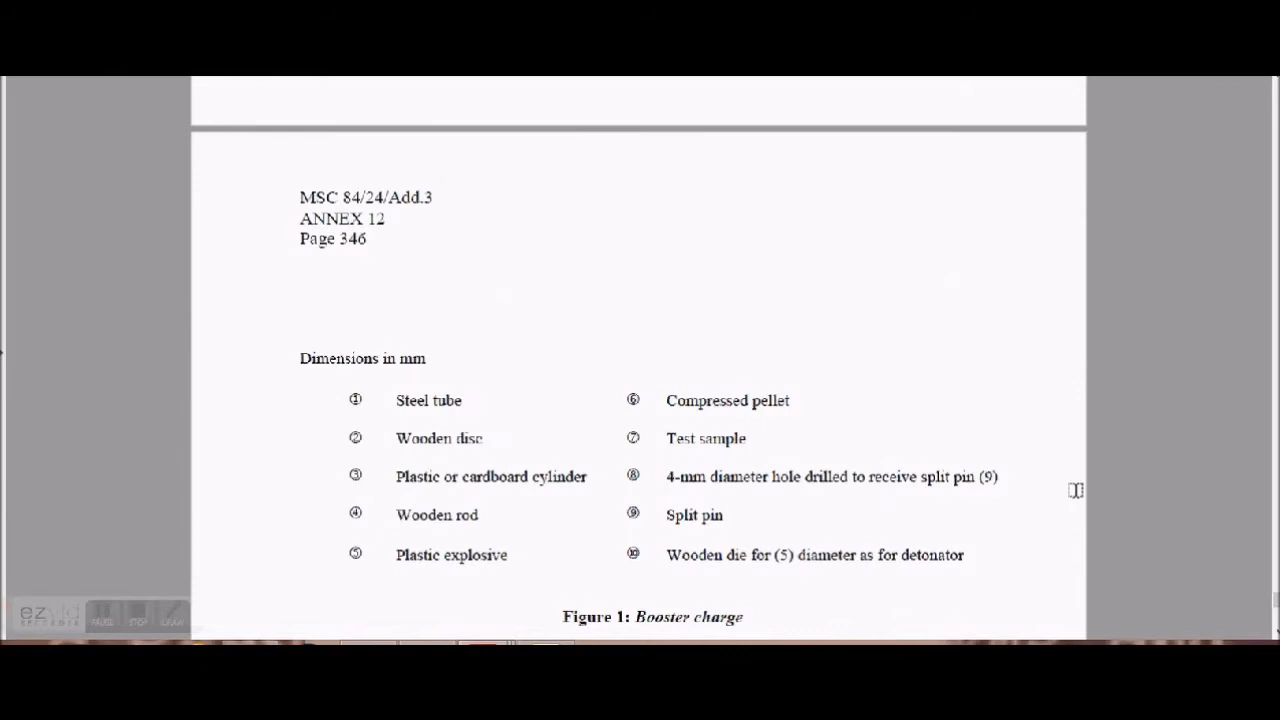 MSC 84/24/Add.3
ANNEX 12
Page 346
Dimensions in mm
① Steel tube ⑥ Compressed pellet
② Wooden disc ⑦ Test sample
③ Plastic or cardboard cylinder ⑧ 4-mm diameter hole drilled to receive split pin (9)
④ Wooden rod ⑨ Split pin
⑤ Plastic explosive ⑩ Wooden die for (5) diameter as for detonator
Figure 1: Booster charge
PAUSE STOP